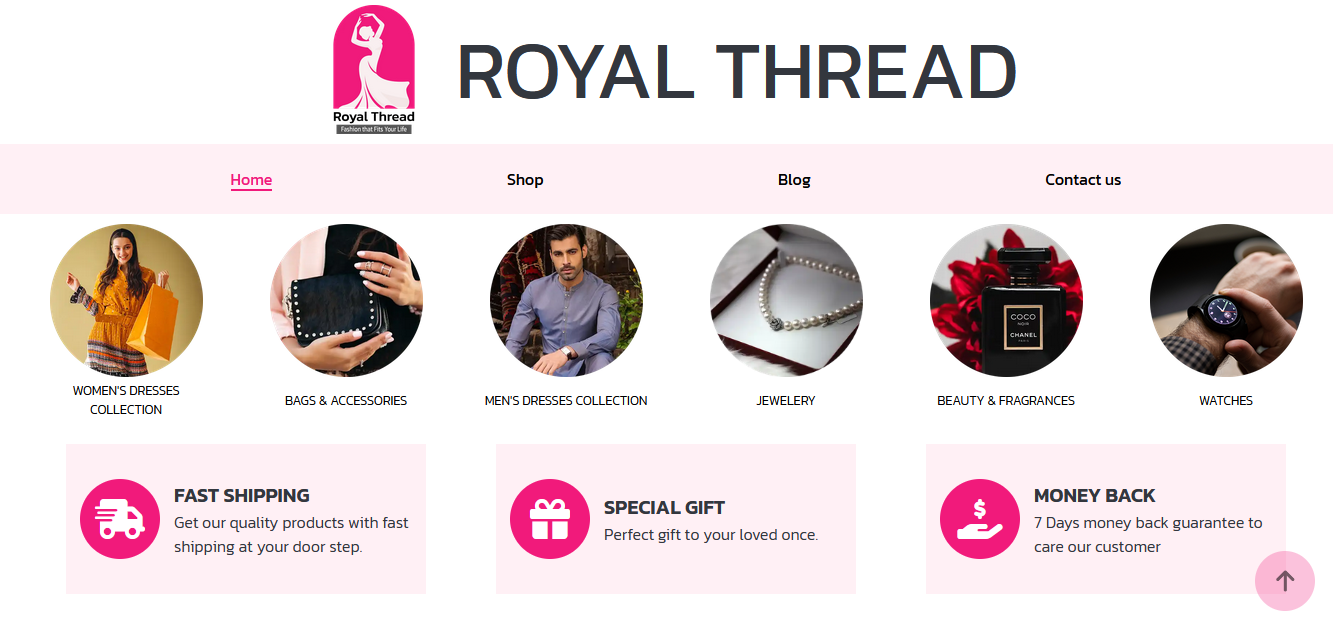 ROYAL THREAD
Royal Thread
Fashion that Fits Your Life
Home
Shop
Blog
Contact us
COCO
NOIR
CHANEL
PARIS
WOMEN'S DRESSES
COLLECTION
BAGS & ACCESSORIES
MEN'S DRESSES COLLECTION
JEWELERY
BEAUTY & FRAGRANCES
WATCHES
FAST SHIPPING
Get our quality products with fast
shipping at your door step.
SPECIAL GIFT
Perfect gift to your loved once.
MONEY BACK
7 Days money back guarantee to
care our customer